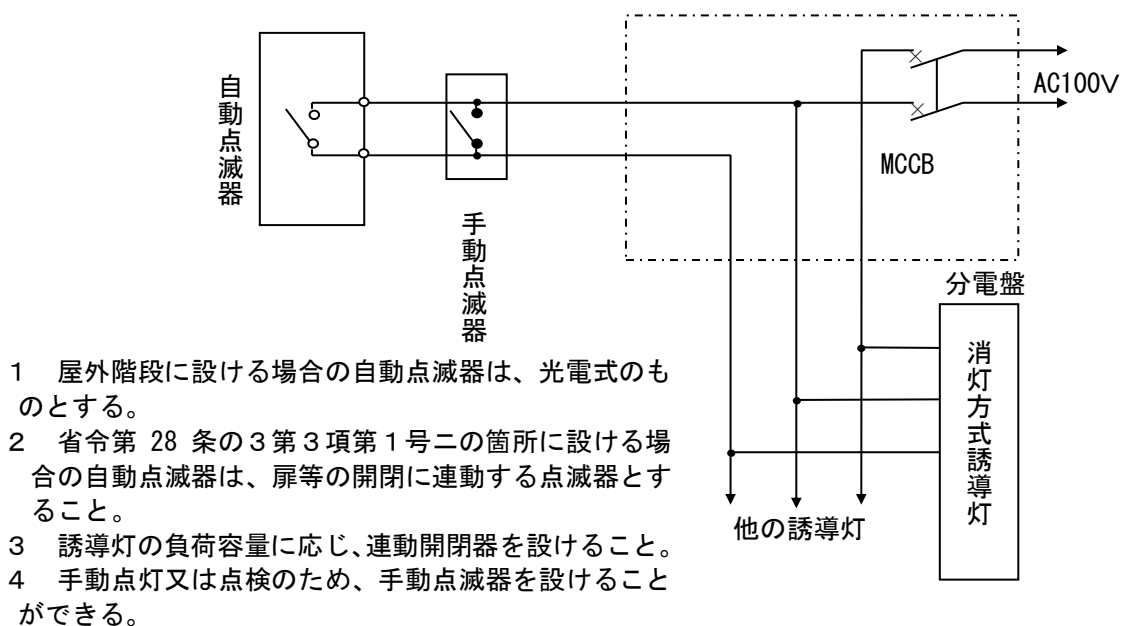 自動点滅器
手動点滅器
AC100V
MCCB
分電盤
消灯方式誘導灯
他の誘導灯
1 屋外階段に設ける場合の自動点滅器は、光電式のも
のとする。
2 省令第 28 条の3第3項第1号ニの箇所に設ける場
合の自動点滅器は、扉等の開閉に連動する点滅器とす
ること。
3 誘導灯の負荷容量に応じ、連動開閉器を設けること。
4 手動点灯又は点検のため、手動点滅器を設けること
ができる。